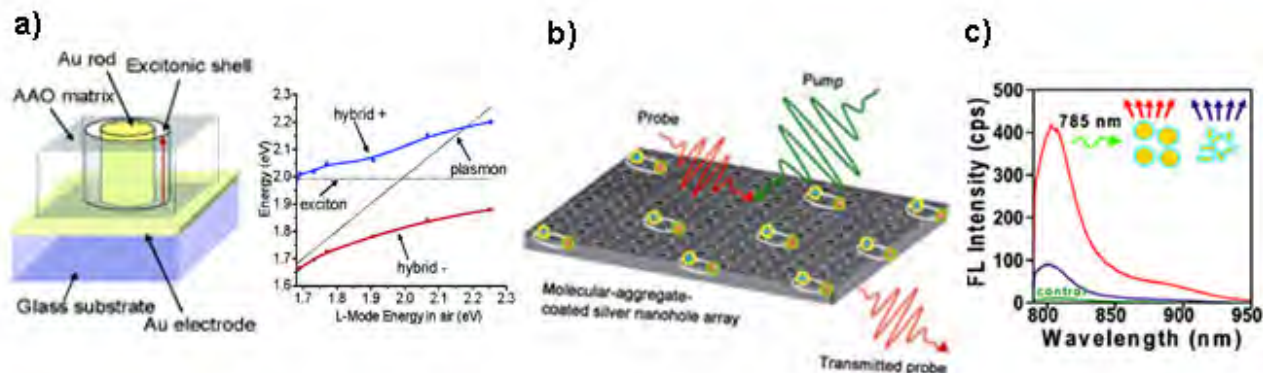 a)
Au rod
Excitonic shell
AAO matrix
Glass substrate
Au electrode
Energy (eV)
2.3
2.2
2.1
2.0
1.9
1.8
1.7
1.6
hybrid +
plasmon
exciton
hybrid -
1.7 1.8 1.9 2.0 2.1 2.2 2.3
L-Mode Energy in air (eV)
b)
Pump
Probe
Molecular-aggregate-
coated silver nanohole array
Transmitted probe
c)
FL Intensity (cps)
500
400
300
200
100
0
785 nm
control
800 850 900 950
Wavelength (nm)